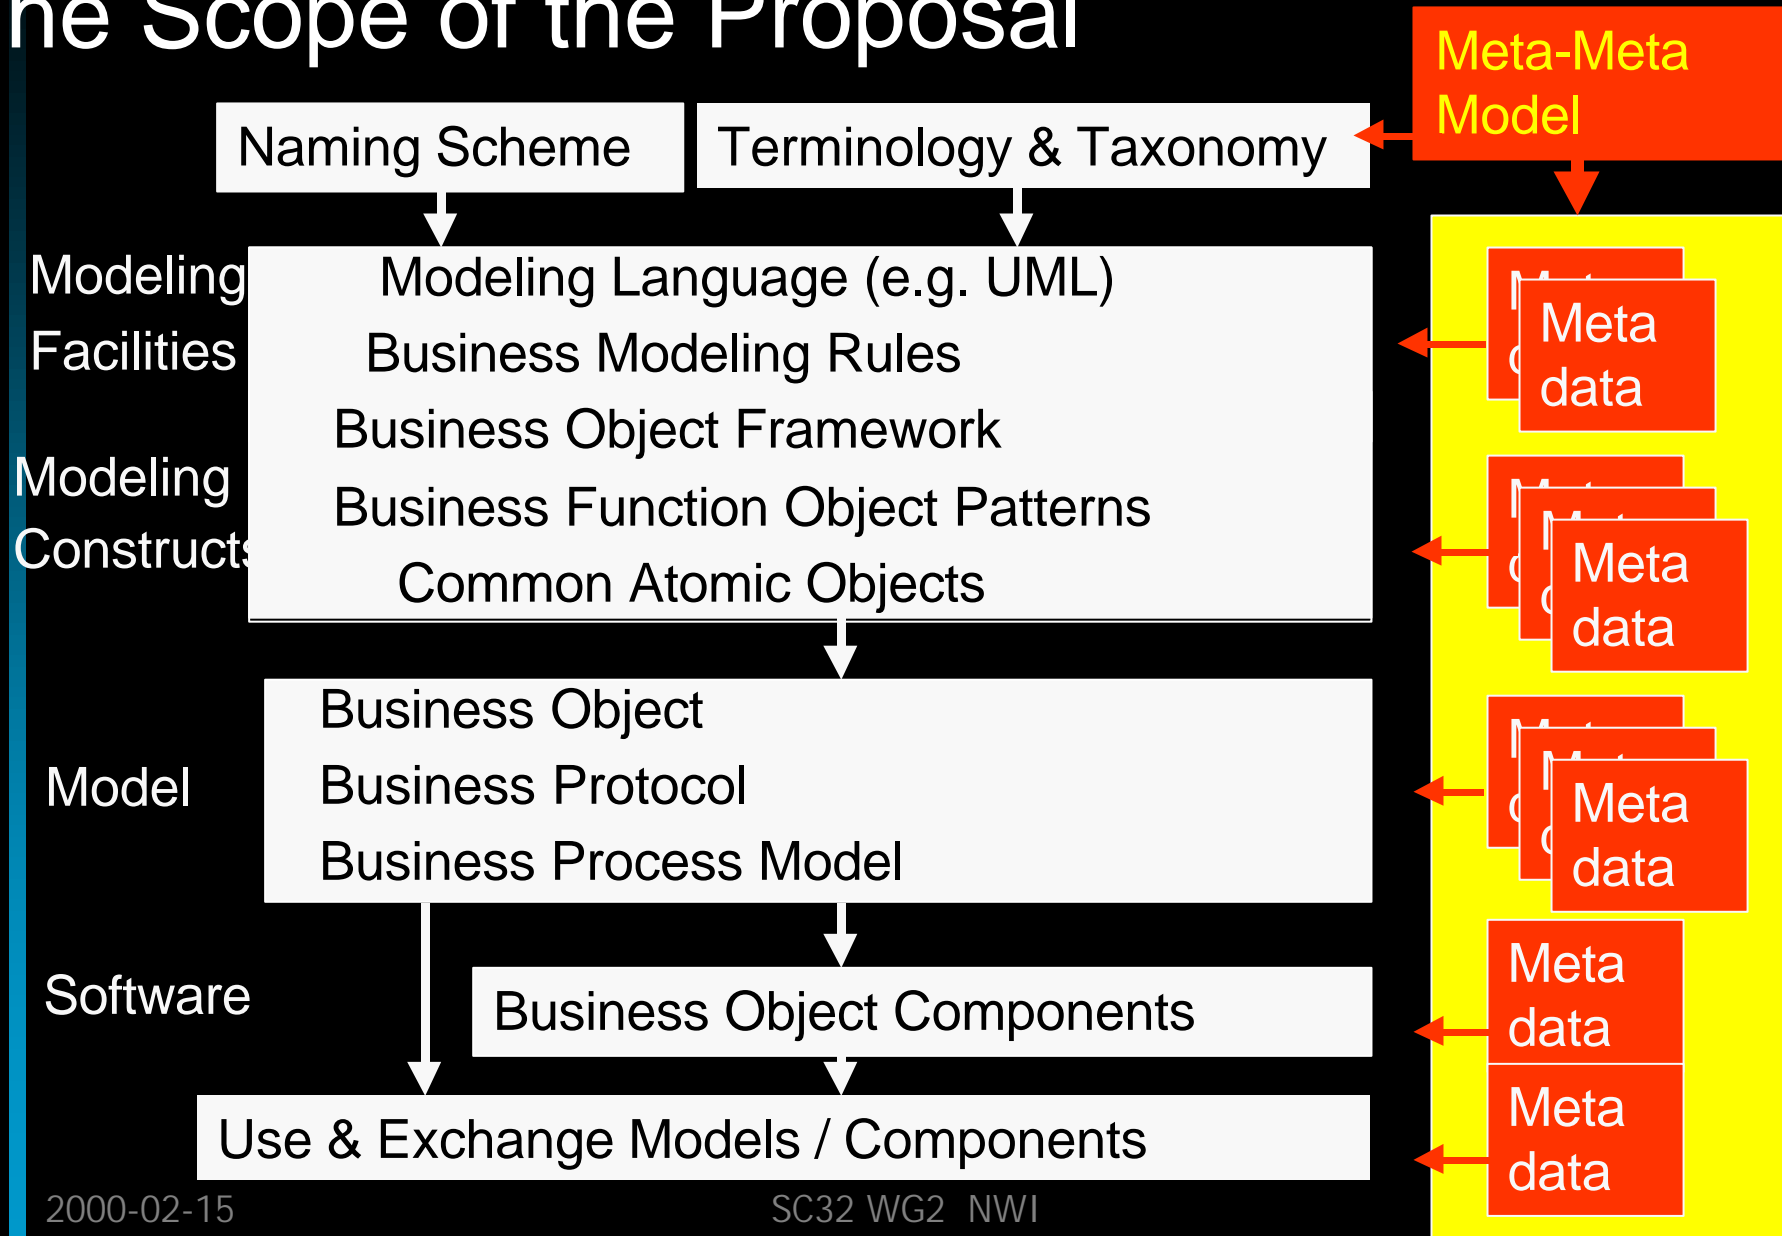 he Scope of the Proposal
Meta-Meta
Model
Naming Scheme
Terminology & Taxonomy
Modeling
Facilities
Modeling Language (e.g. UML)
Business Modeling Rules
Business Object Framework
Modeling
Constructs
Business Function Object Patterns
Common Atomic Objects
Meta
data
Meta
data
Model
Business Object
Business Protocol
Business Process Model
Meta
data
Software
Business Object Components
Meta
data
Use & Exchange Models / Components
Meta
data
2000-02-15
SC32 WG2 NWI